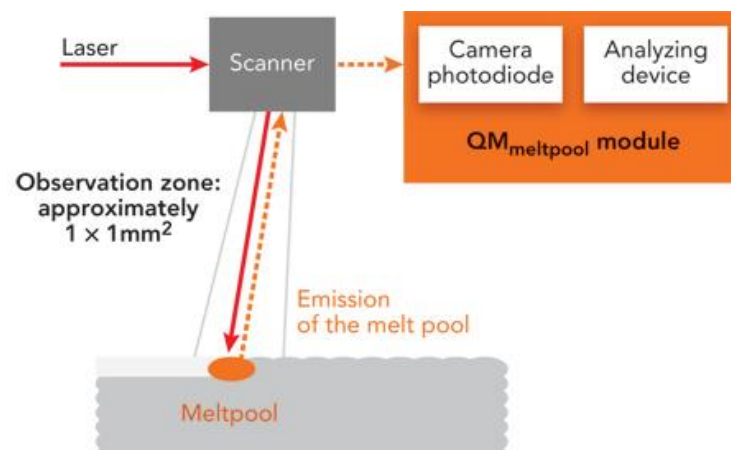 Laser
Scanner
Camera
photodiode
Analyzing
device
QMmeltpool module
Observation zone:
approximately
1 × 1mm²
Emission
of the melt pool
Meltpool